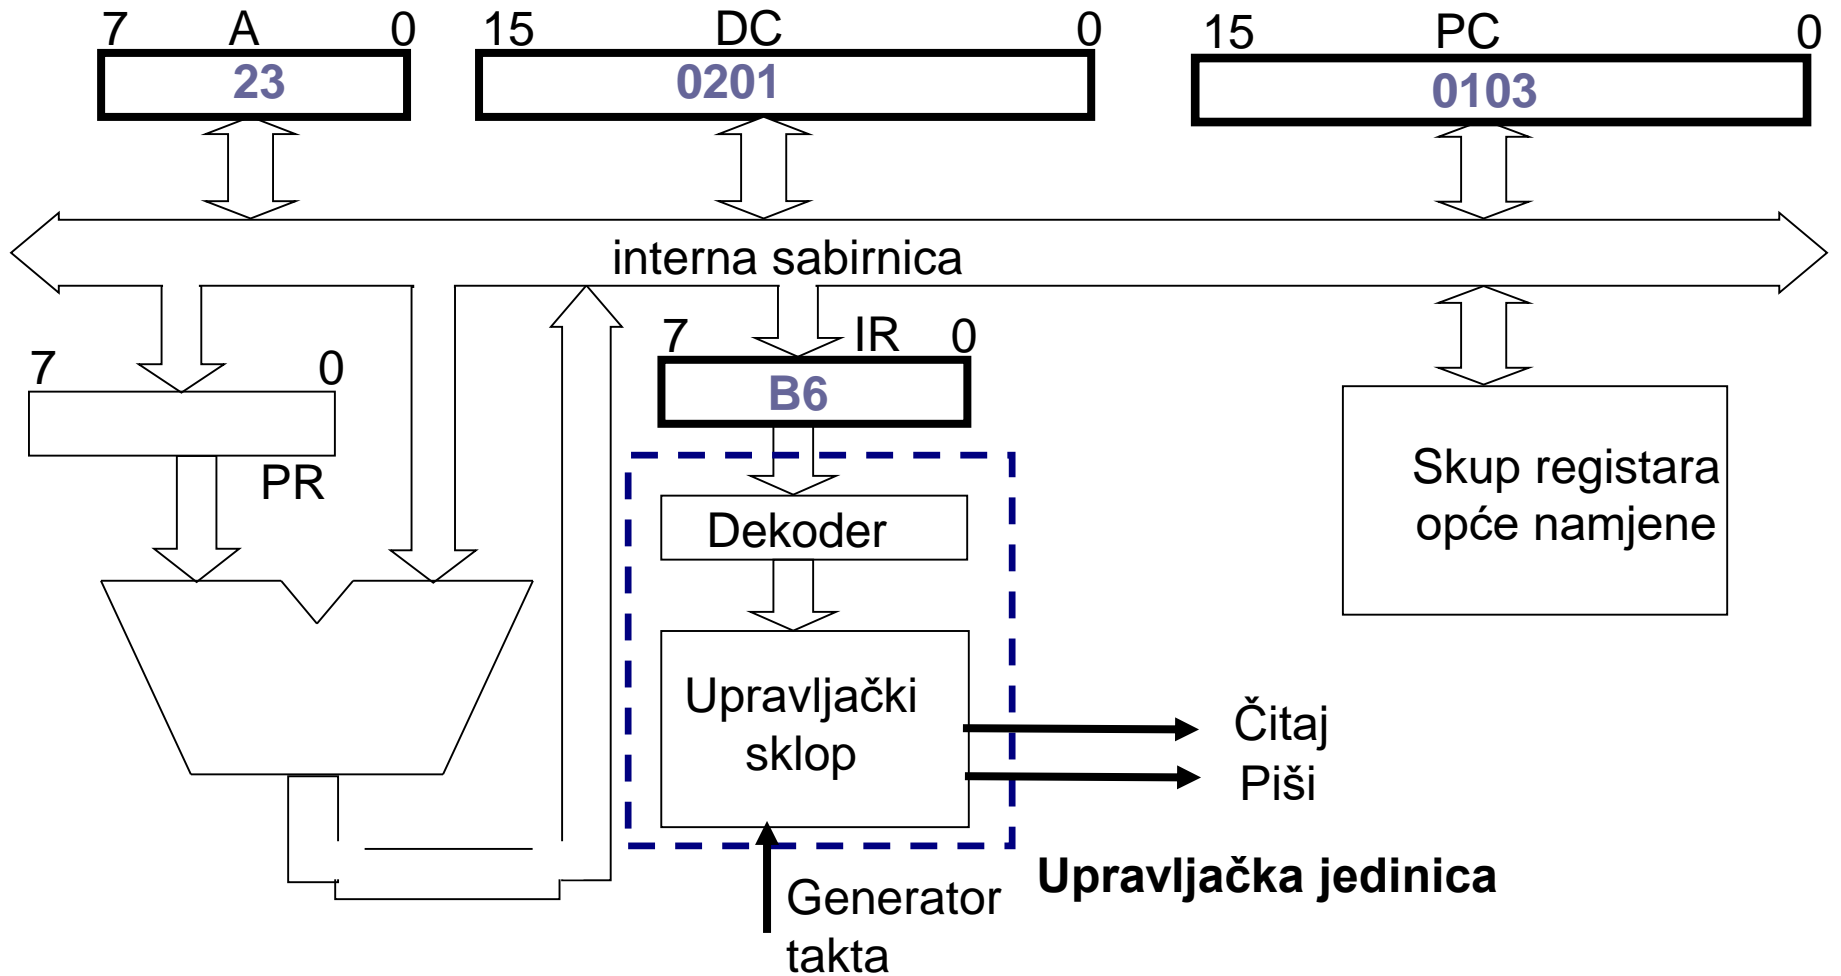 7 A 0
23
15 DC 0
0201
15 PC 0
0103
interna sabirnica
7 0
PR
7 IR 0
B6
Dekoder
Upravljački
sklop
Čitaj
Piši
Skup registara
opće namjene
Upravljačka jedinica
Generator
takta